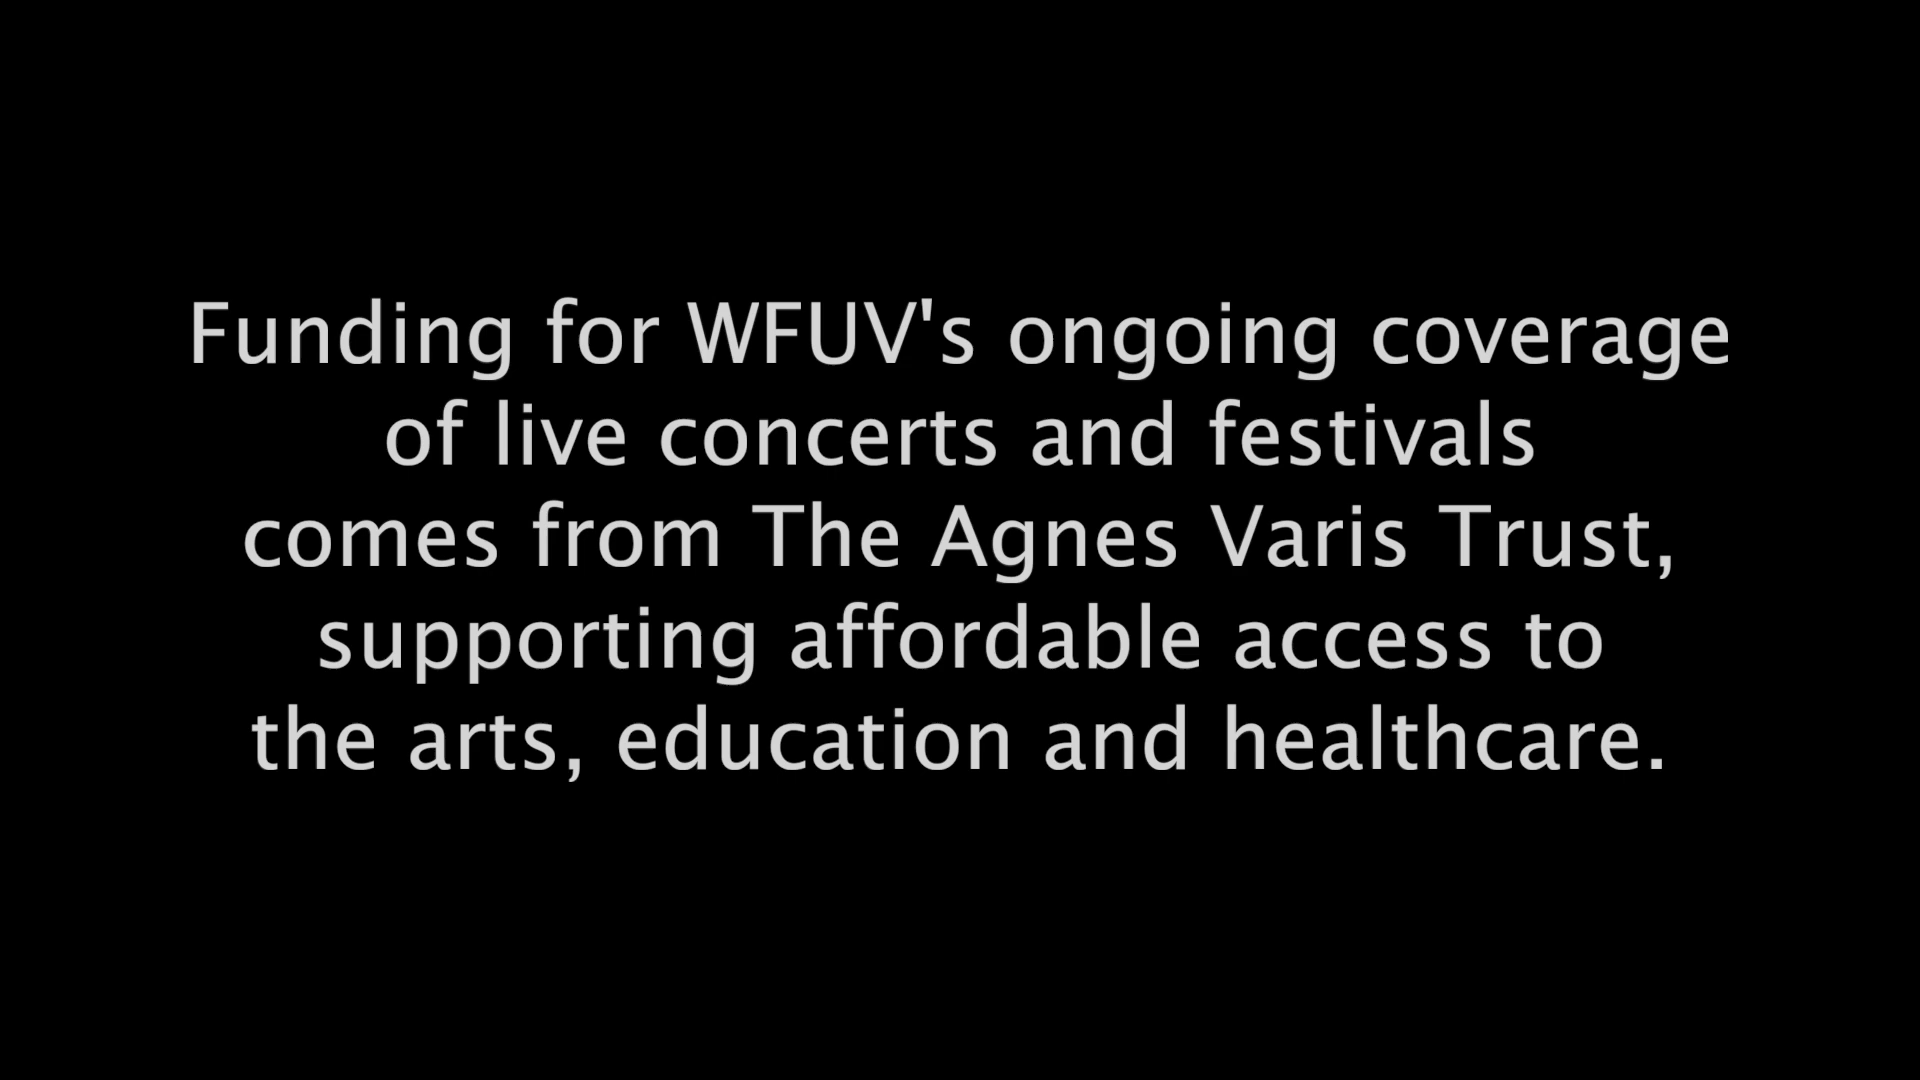 Funding for WFUV's ongoing coverage
of live concerts and festivals
comes from The Agnes Varis Trust,
supporting affordable access to
the arts, education and healthcare.